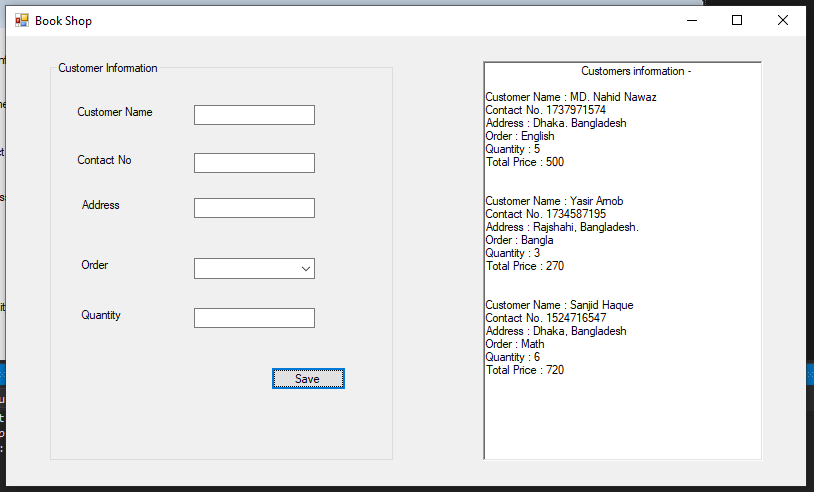 Book Shop
Customer Information
Customer Name
Contact No
Address
Order
Quantity
Save
Customers information -
Customer Name : MD. Nahid Nawaz
Contact No. 1737971574
Address : Dhaka. Bangladesh
Order : English
Quantity : 5
Total Price : 500
Customer Name : Yasir Amob
Contact No. 1734587195
Address : Rajshahi, Bangladesh.
Order : Bangla
Quantity : 3
Total Price : 270
Customer Name : Sanjid Haque
Contact No. 1524716547
Address : Dhaka, Bangladesh
Order : Math
Quantity : 6
Total Price : 720